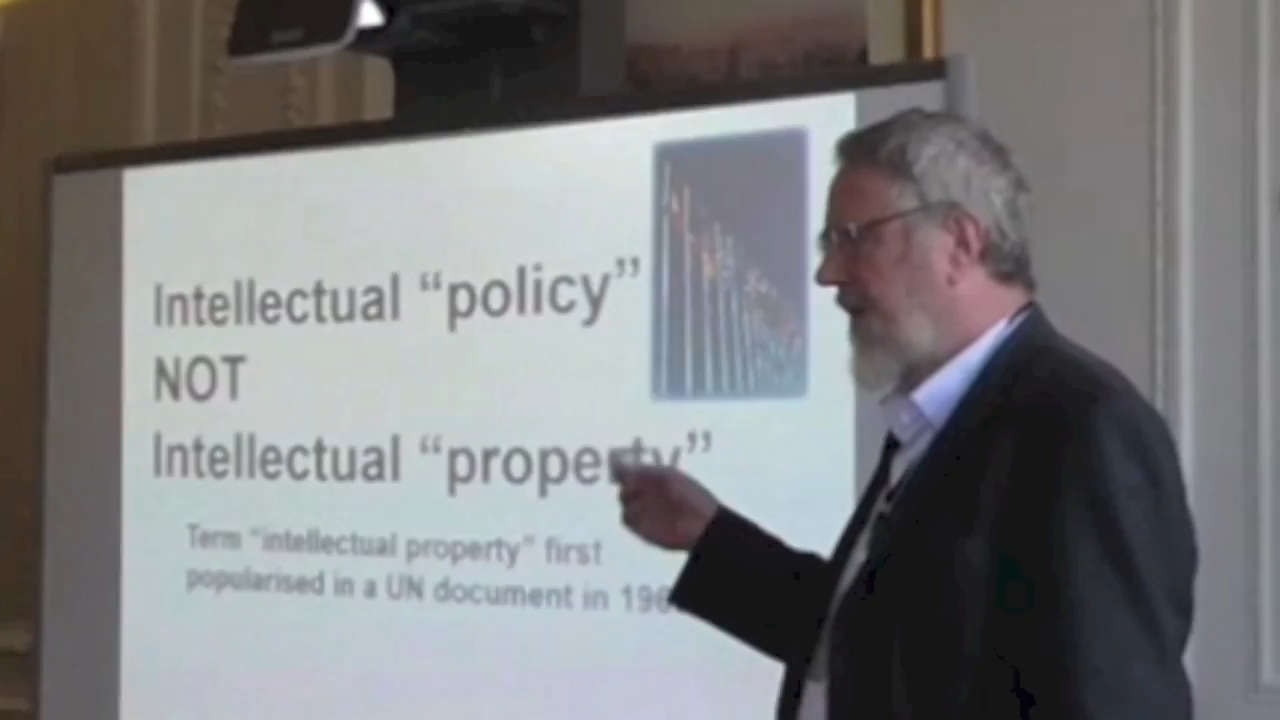 Intellectual “policy”
NOT
Intellectual “property”
Term “intellectual property” first
popularised in a UN document in